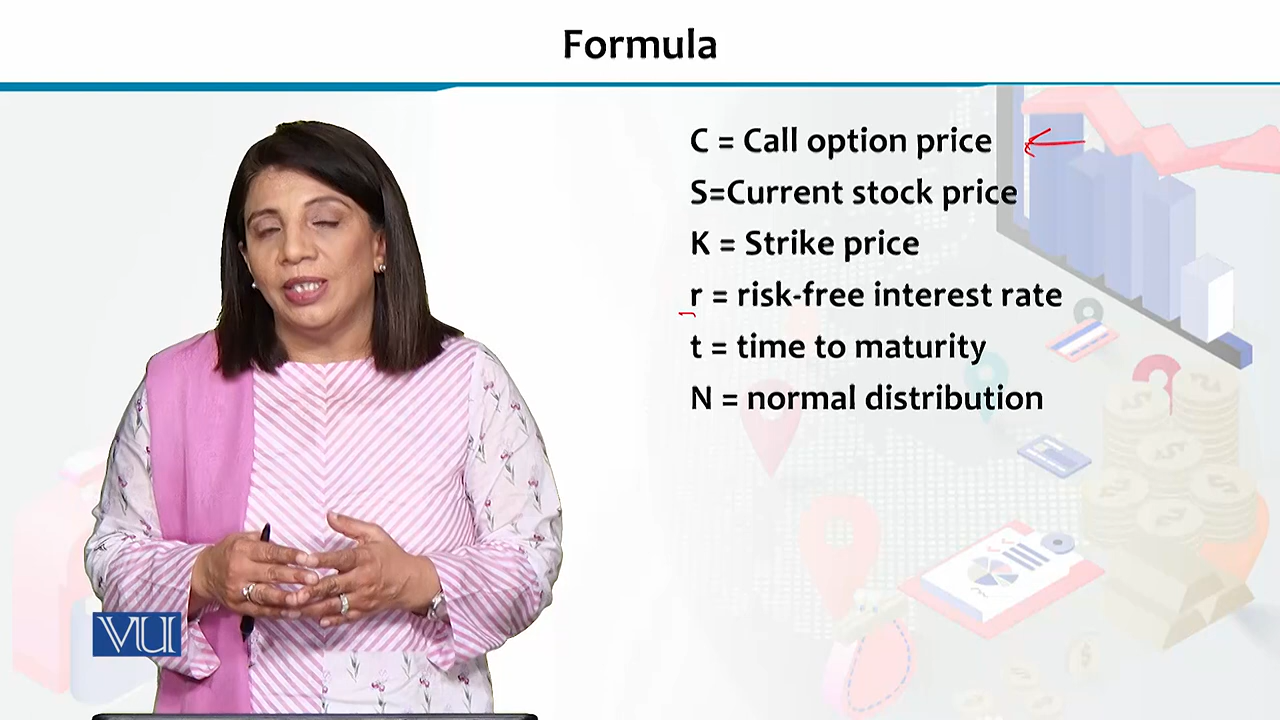 Formula
C = Call option price
S=Current stock price
K = Strike price
r = risk-free interest rate
t = time to maturity
N = normal distribution
VU